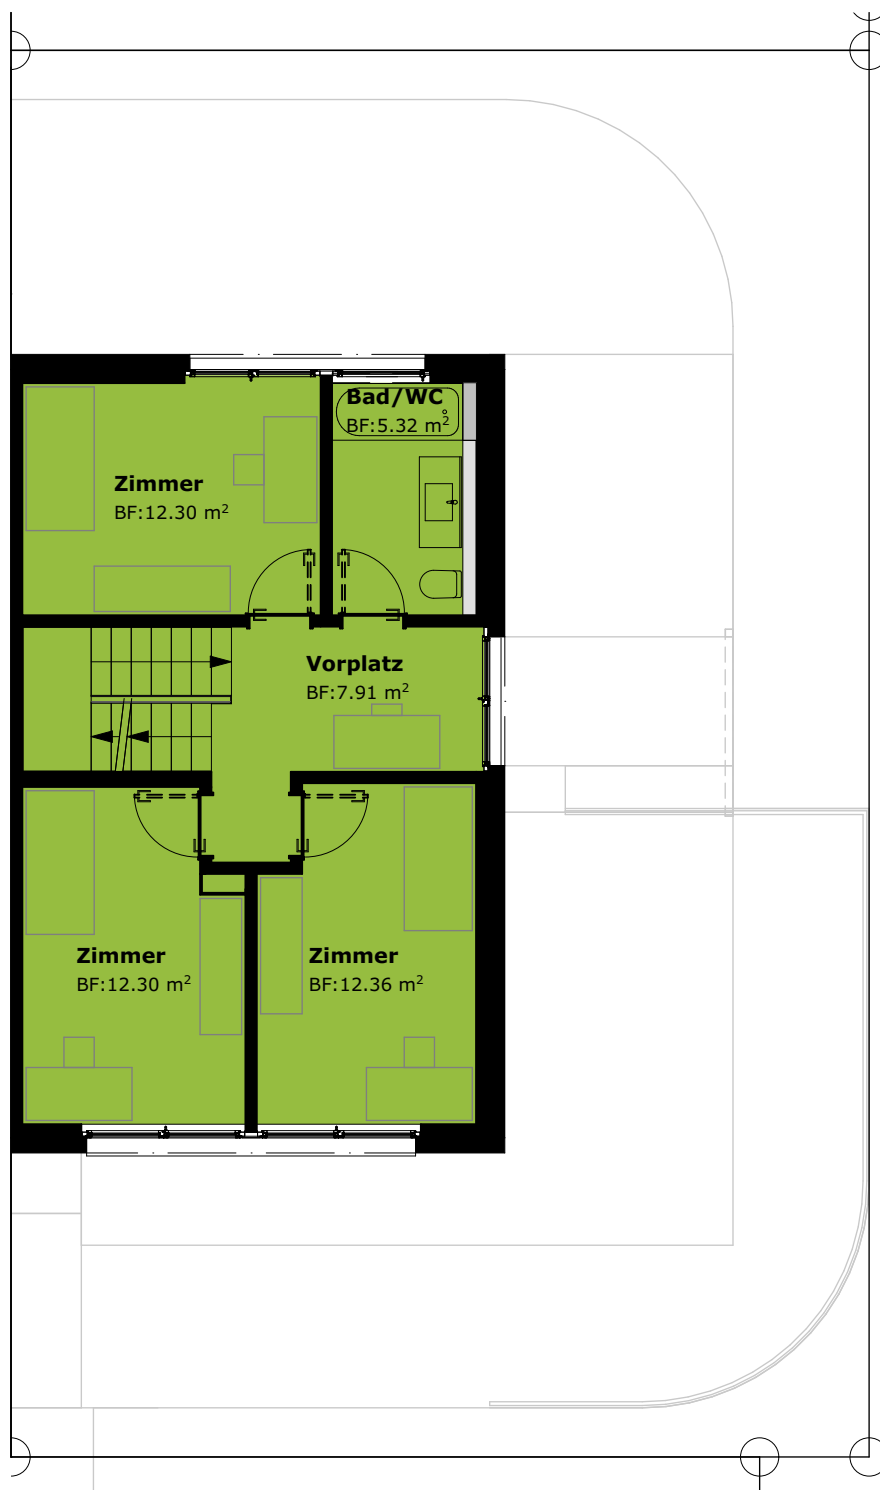 Bad/WC
BF:5.32 m²
Zimmer
BF:12.30 m²
Vorplatz
BF:7.91 m²
Zimmer
BF:12.30 m²
Zimmer
BF:12.36 m²